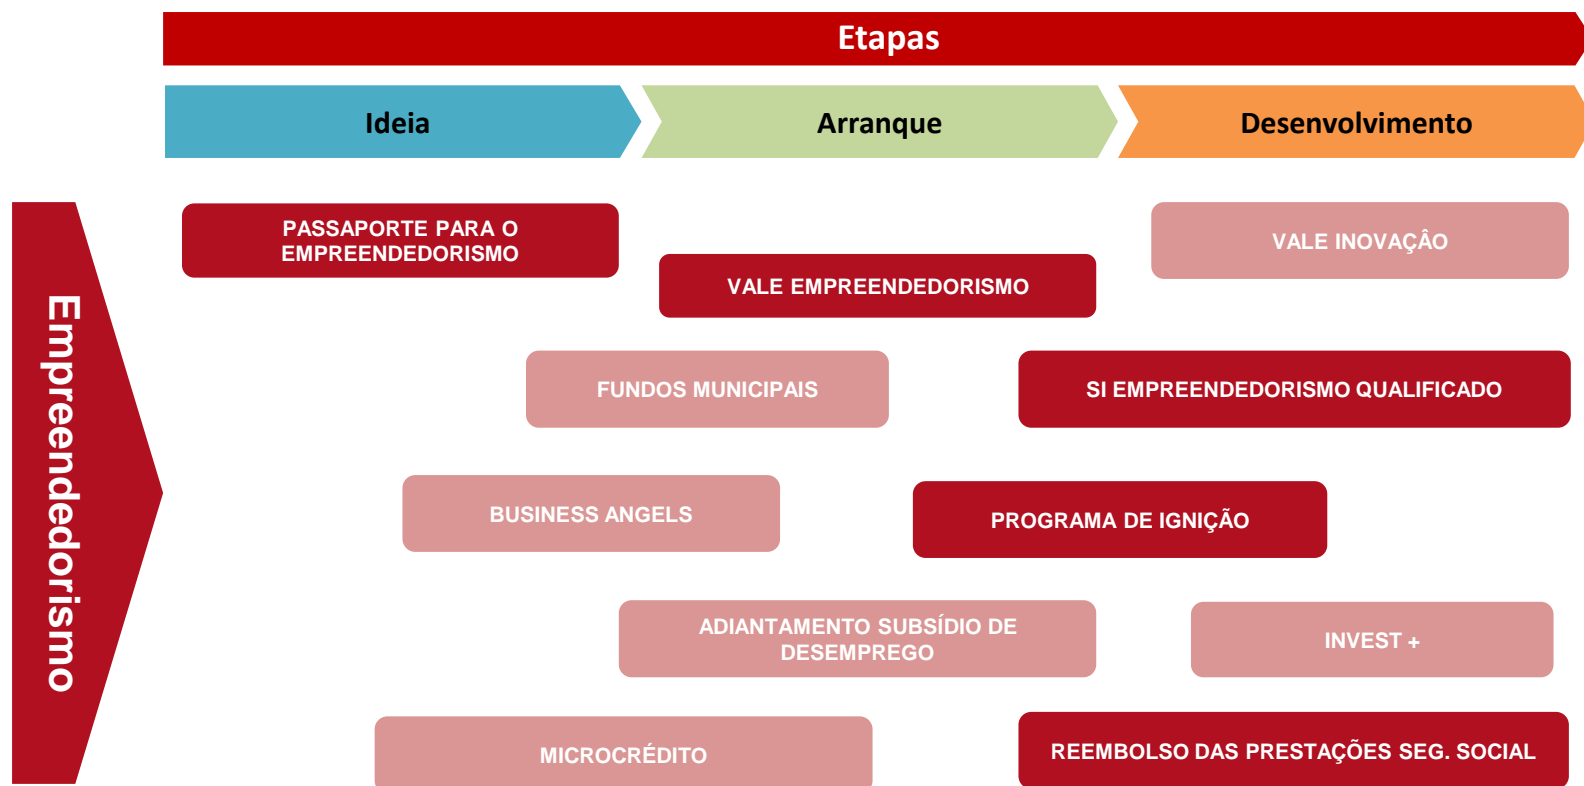 Etapas
Ideia
Arranque
Desenvolvimento
Empreendedorismo
PASSAPORTE PARA O
EMPREENDEDORISMO
VALE INOVAÇÂO
VALE EMPREENDEDORISMO
FUNDOS MUNICIPAIS
SI EMPREENDEDORISMO QUALIFICADO
BUSINESS ANGELS
PROGRAMA DE IGNIÇÃO
ADIANTAMENTO SUBSÍDIO DE
DESEMPREGO
INVEST +
MICROCRÉDITO
REEMBOLSO DAS PRESTAÇÕES SEG. SOCIAL